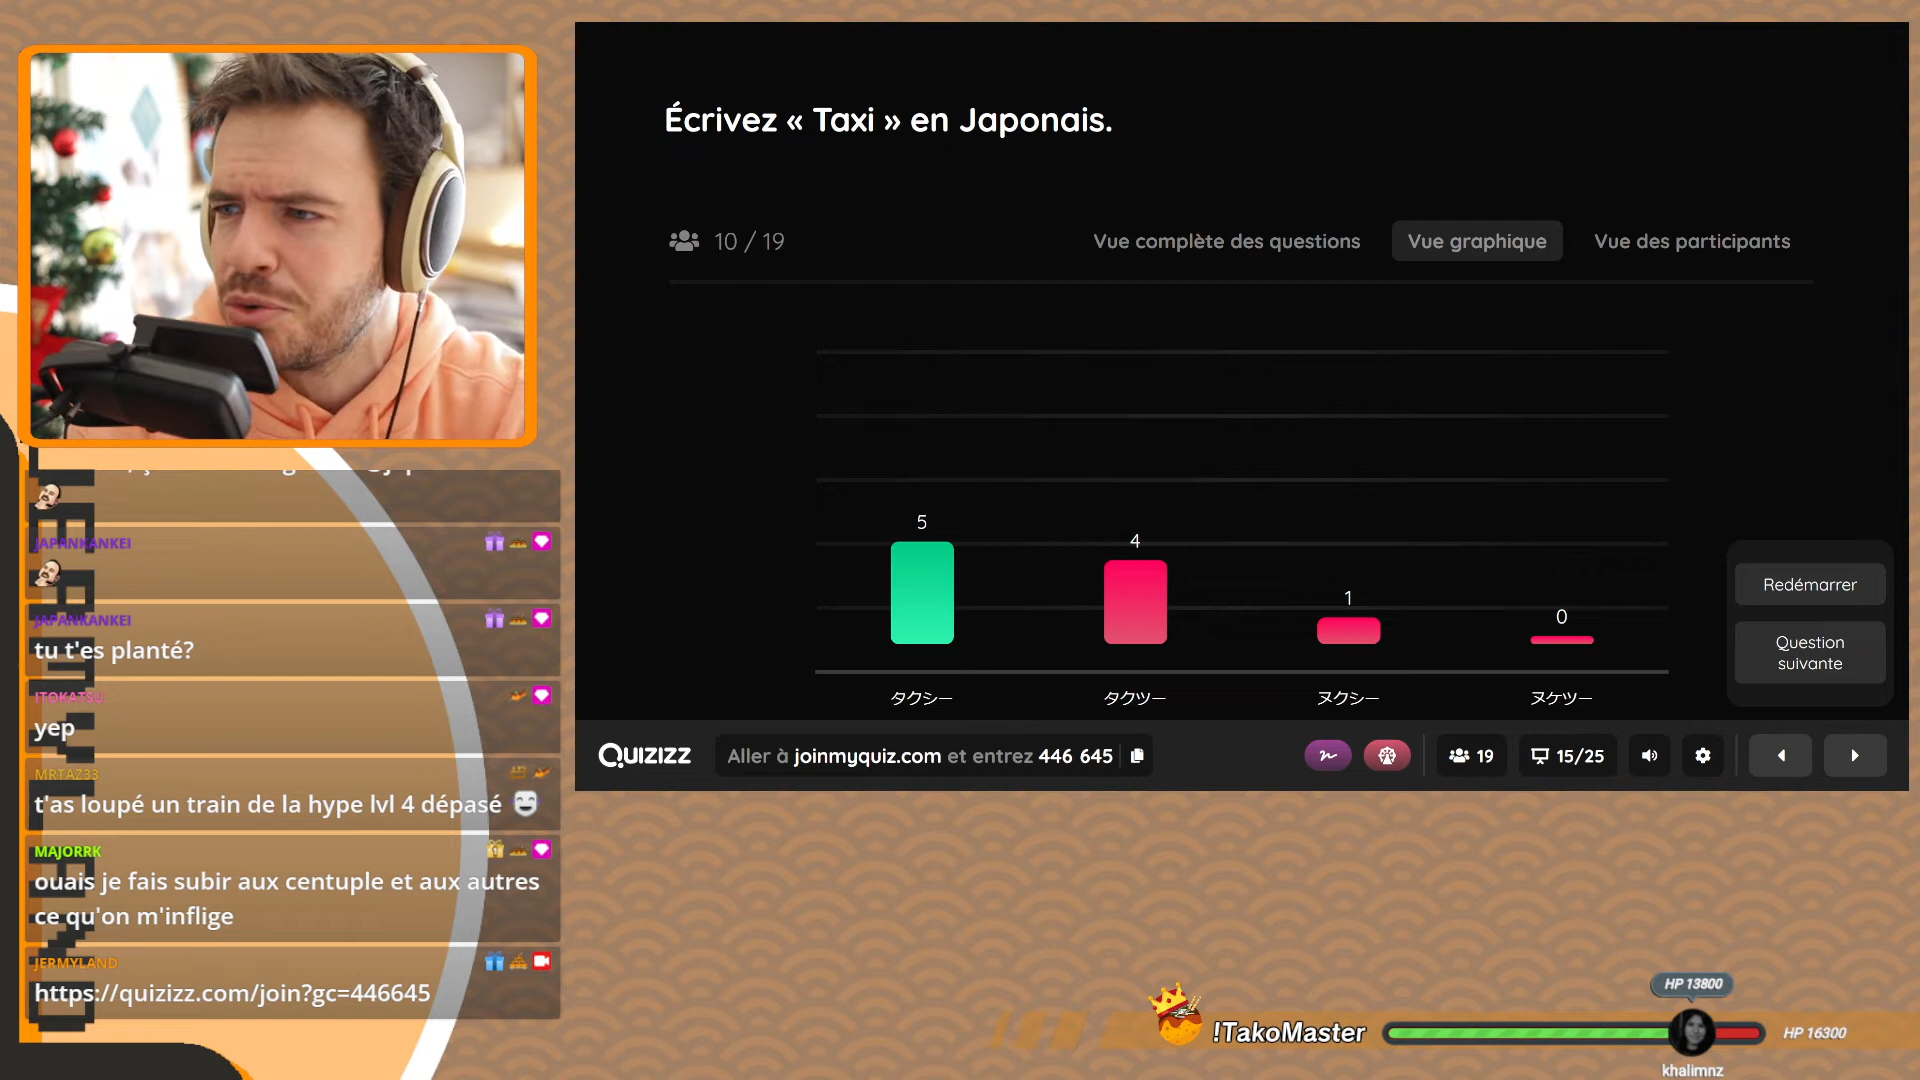 Écrivez « Taxi » en Japonais.
10 / 19
Vue complète des questions
Vue graphique
Vue des participants
5
4
1
0
タクシー
タクツー
ヌクシー
ヌケツー
Redémarrer
Question
suivante
QUIZIZZ
Aller à joinmyquiz.com et entrez 446 645
19
15/25
JAPANKANKEI
JAPANKANKEI
tu t'es planté?
ITOKATSU
yep
MRTAZ33
t'as loupé un train de la hype lvl 4 dépasé
MAJORRK
ouais je fais subir aux centuple et aux autres
ce qu'on m'inflige
JERMYLAND
https://quizizz.com/join?gc=446645
HP 13800
!TakoMaster
HP 16300
khalimnz